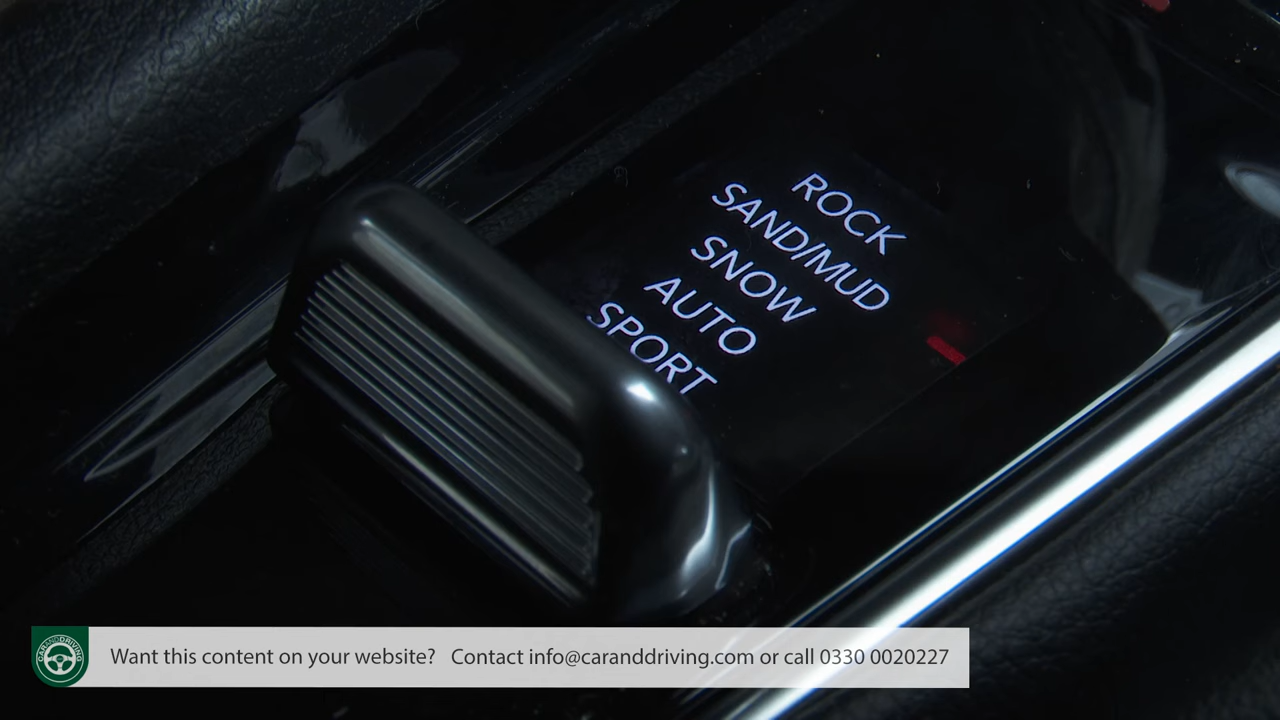 ROCK
SAND/MUD
SNOW
AUTO
SPORT
CARANDDRIVING
Want this content on your website? Contact info@caranddriving.com or call 0330 0020227